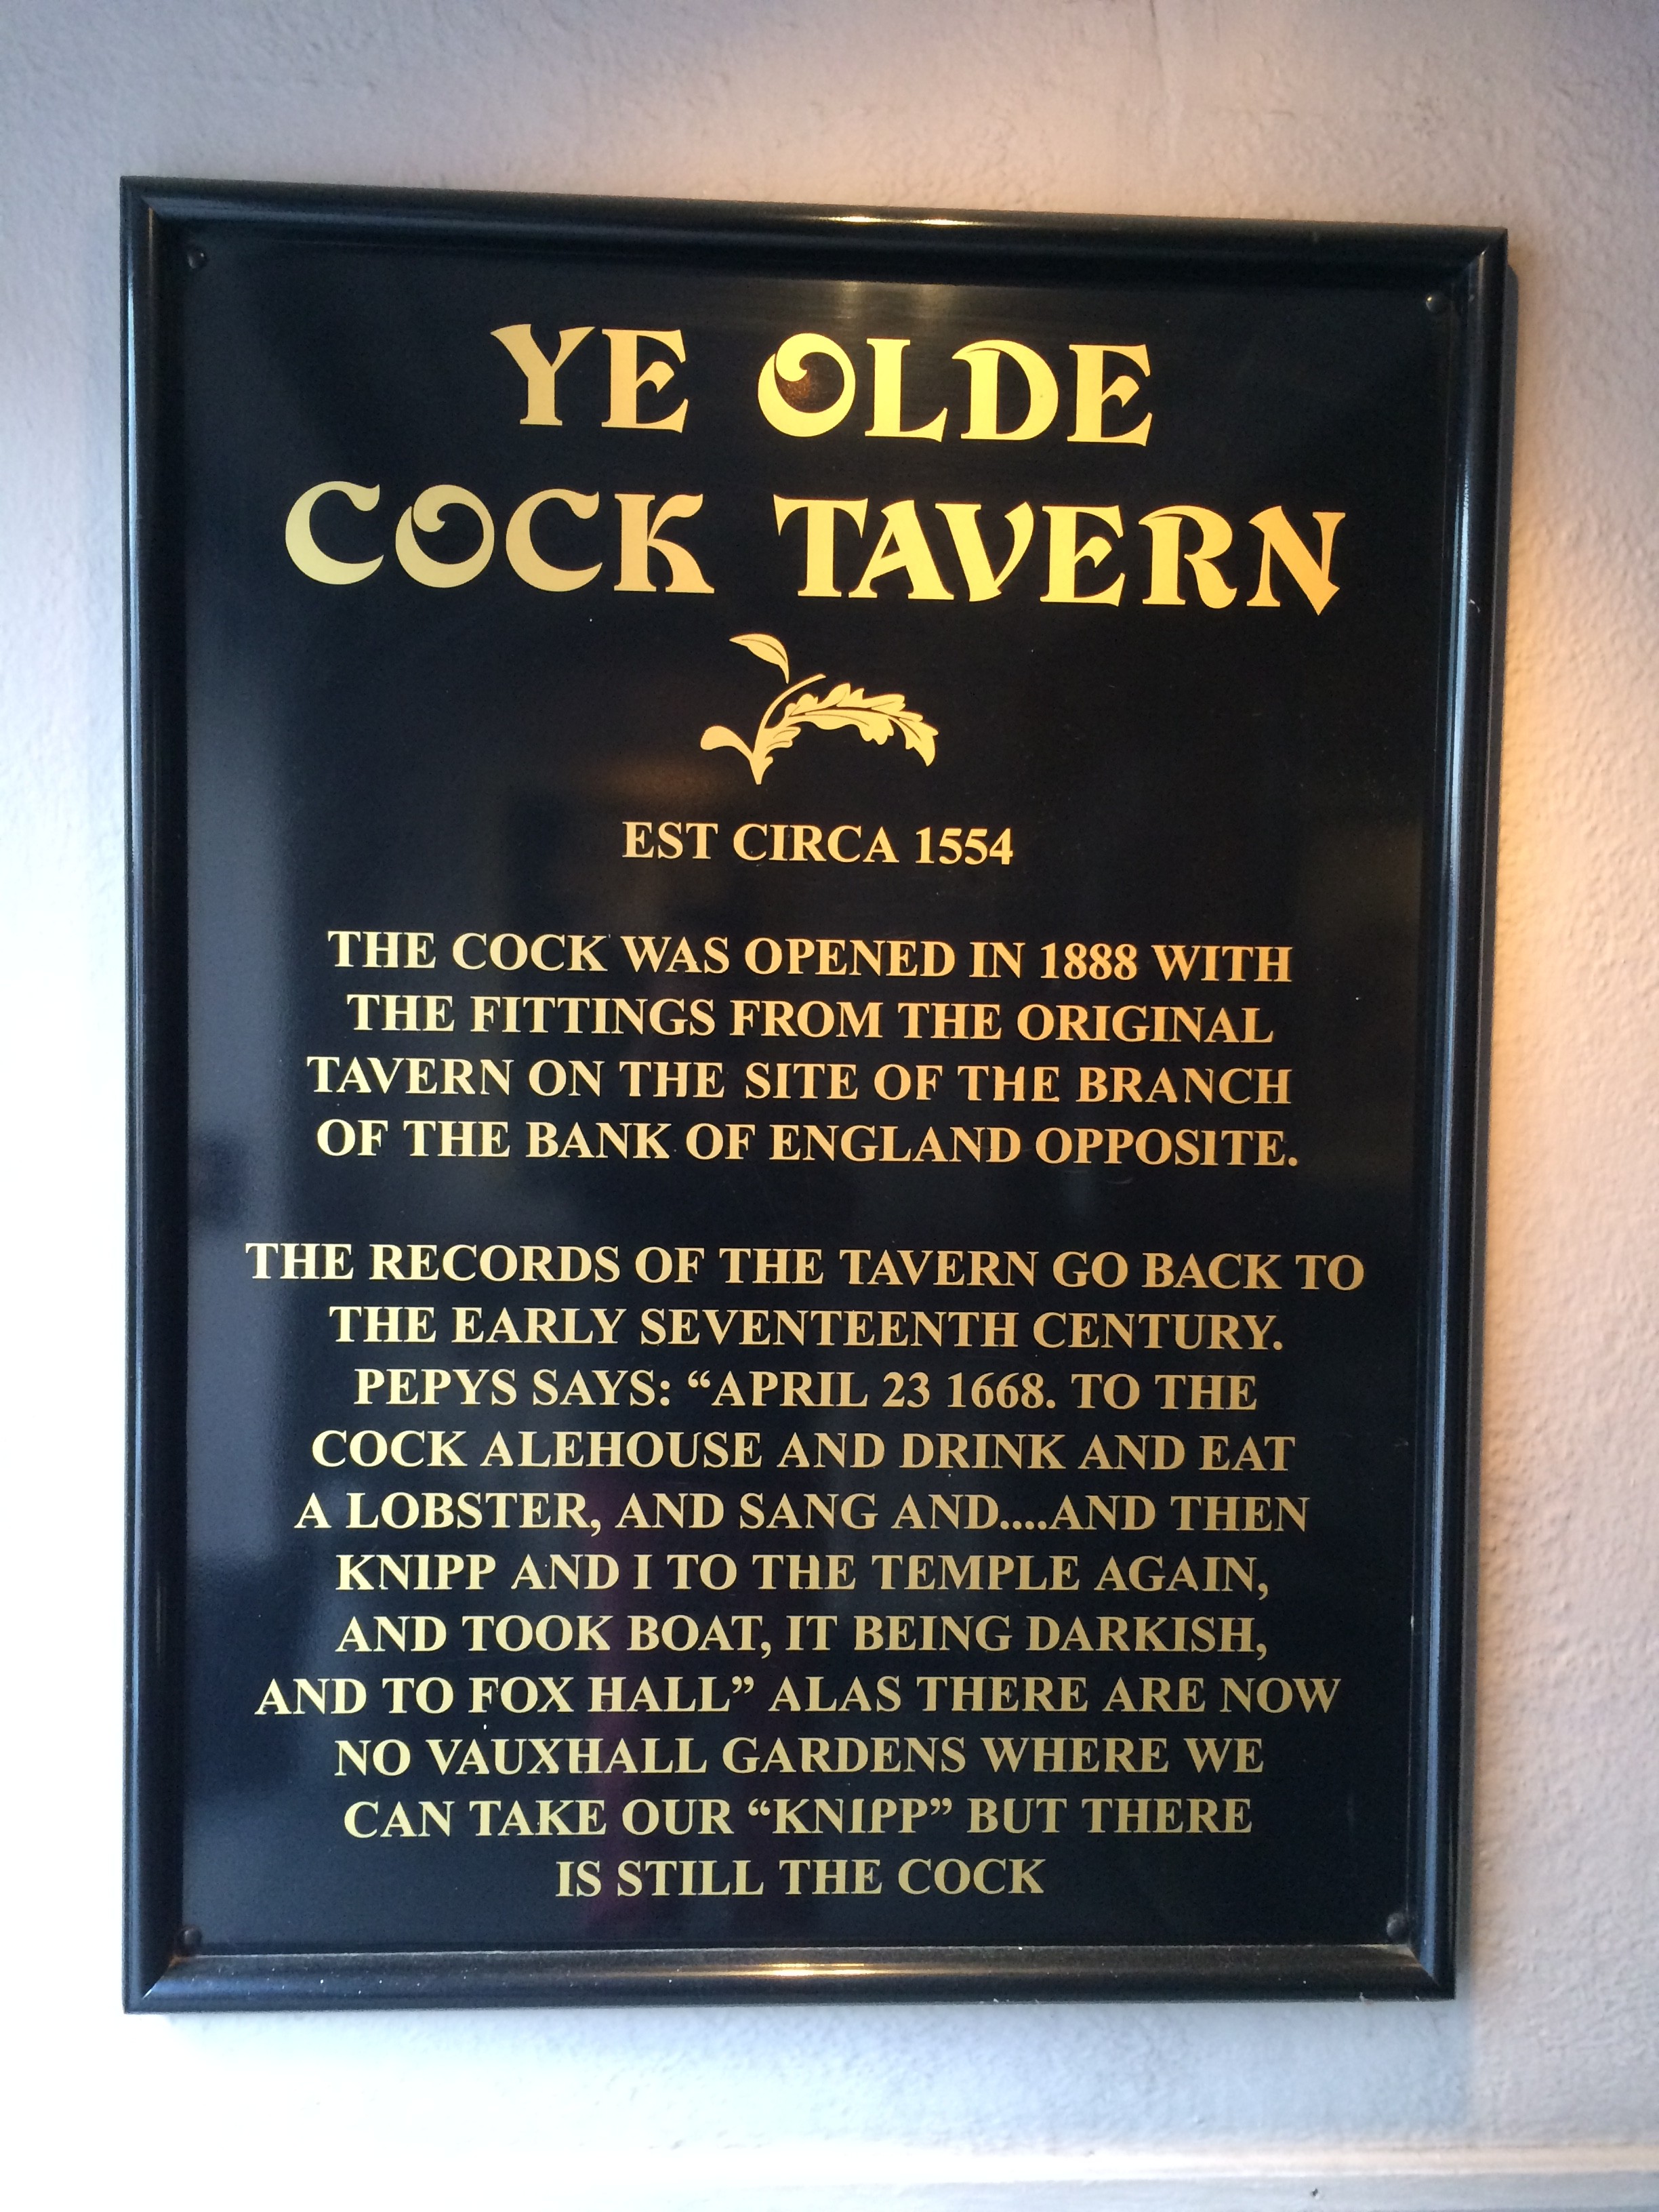 YE OLDE
COCK TAVERN
EST CIRCA 1554
THE COCK WAS OPENED IN 1888 WITH
THE FITTINGS FROM THE ORIGINAL
TAVERN ON THE SITE OF THE BRANCH
OF THE BANK OF ENGLAND OPPOSITE.
THE RECORDS OF THE TAVERN GO BACK TO
THE EARLY SEVENTEENTH CENTURY.
PEPYS SAYS: “APRIL 23 1668. TO THE
COCK ALEHOUSE AND DRINK AND EAT
A LOBSTER, AND SANG AND....AND THEN
KNIPP AND I TO THE TEMPLE AGAIN,
AND TOOK BOAT, IT BEING DARKISH,
AND TO FOX HALL” ALAS THERE ARE NOW
NO VAUXHALL GARDENS WHERE WE
CAN TAKE OUR “KNIPP” BUT THERE
IS STILL THE COCK